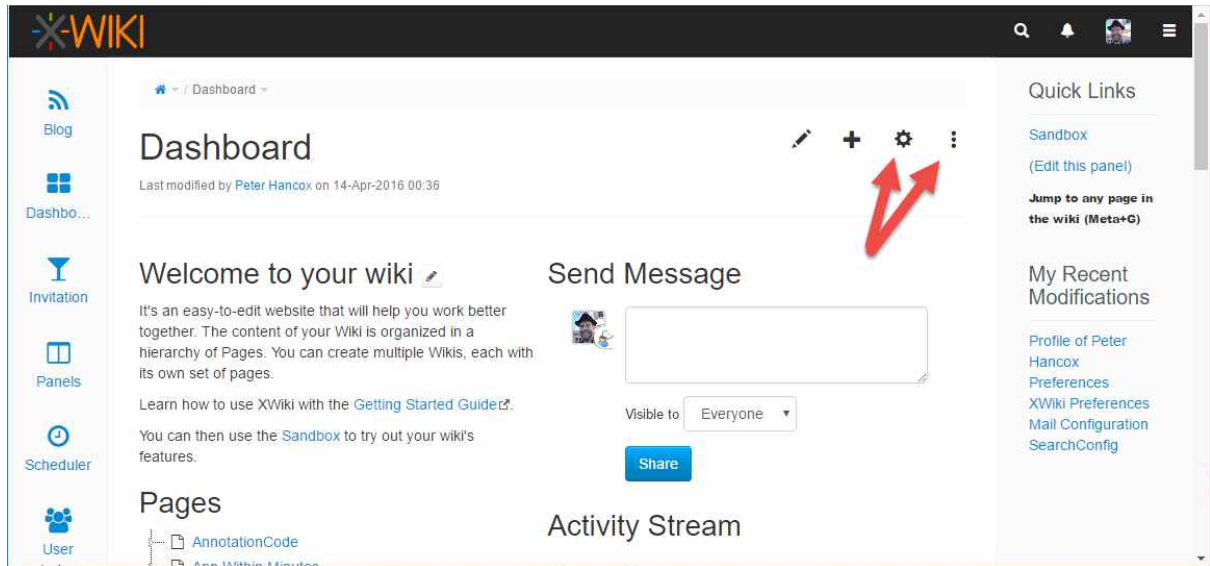 X-WIKI
/ Dashboard
Dashboard
Last modified by Peter Hancox on 14-Apr-2016 00:36
Blog
Dashbo...
Invitation
Panels
Scheduler
User
Welcome to your wiki
It's an easy-to-edit website that will help you work better
together. The content of your Wiki is organized in a
hierarchy of Pages. You can create multiple Wikis, each with
its own set of pages.
Learn how to use XWiki with the Getting Started Guide.
You can then use the Sandbox to try out your wiki's
features.
Pages
AnnotationCode
App Within Minutes
Send Message
Visible to Everyone
Share
Activity Stream
Quick Links
Sandbox
(Edit this panel)
Jump to any page in
the wiki (Meta+G)
My Recent
Modifications
Profile of Peter
Hancox
Preferences
XWiki Preferences
Mail Configuration
SearchConfig